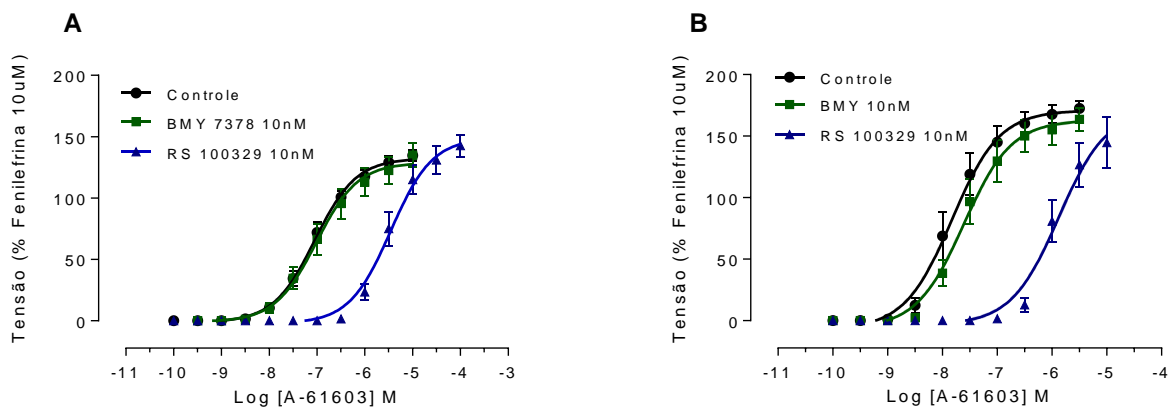 A
Tensão (% Fenilefrina 10uM)
200
150
100
50
0
Controle
BMY 7378 10nM
RS 100329 10nM
-11 -10 -9 -8 -7 -6 -5 -4 -3
Log [A-61603] M
B
Tensão (% Fenilefrina 10uM)
200
150
100
50
0
Controle
BMY 10nM
RS 100329 10nM
-11 -10 -9 -8 -7 -6 -5 -4
Log [A-61603] M